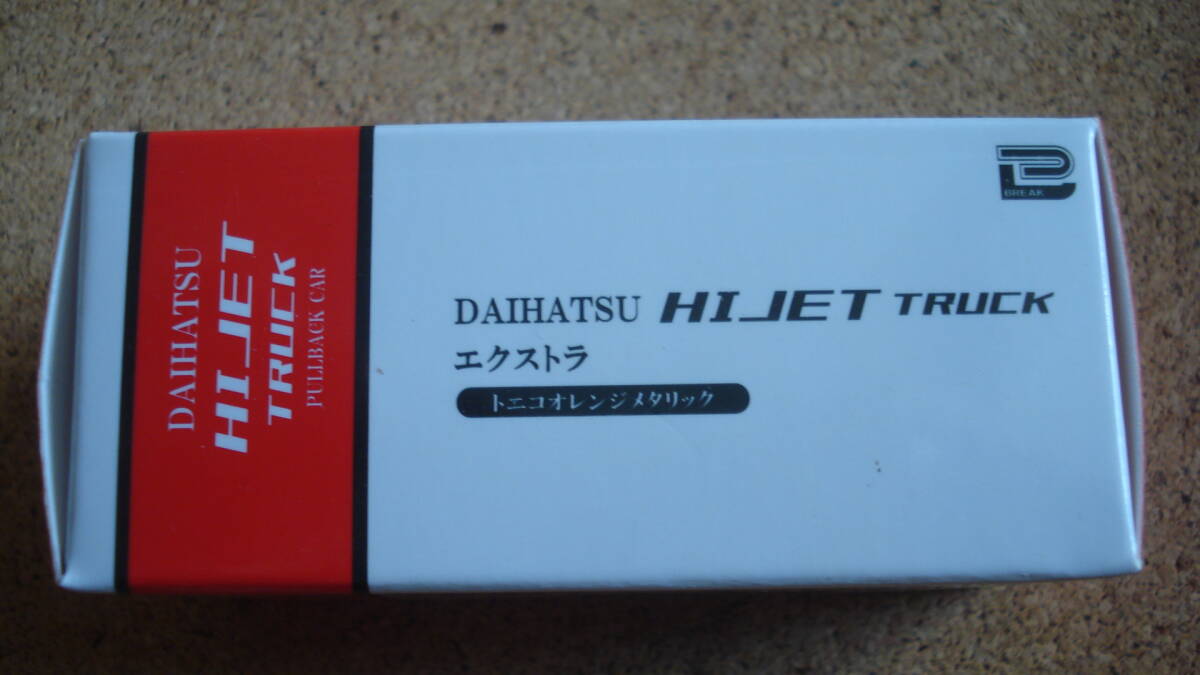 DAIHATSU
HIJET
TRUCK
PULLBACK CAR
BREAK
DAIHATSU HIJET TRUCK
エクストラ
トニコオレンジメタリック